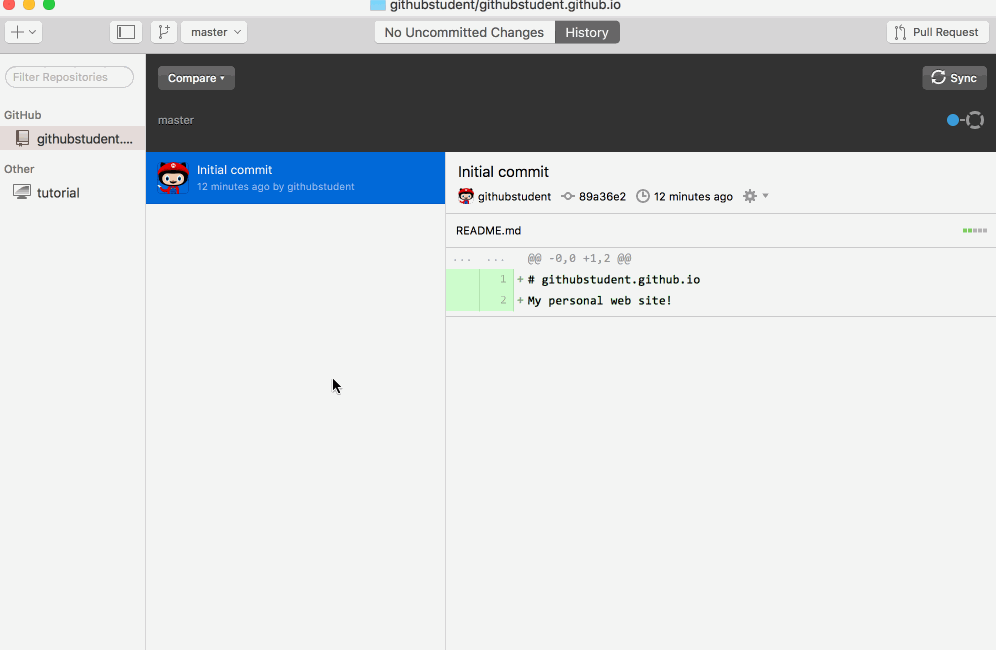 githubstudent/githubstudent.github.io
master
No Uncommitted Changes
History
Pull Request
Filter Repositories
GitHub
githubstudent....
Other
tutorial
Compare
Sync
master
Initial commit
12 minutes ago by githubstudent
Initial commit
githubstudent 89a36e2 12 minutes ago
README.md
... ... @@ -0,0 +1,2 @@
1 + # githubstudent.github.io
2 + My personal web site!